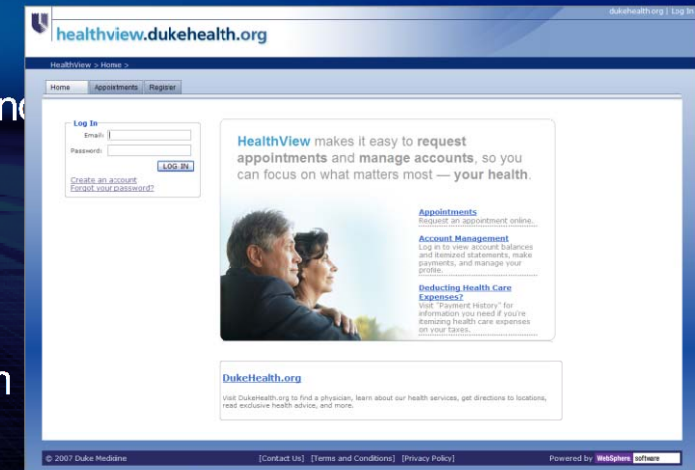 dukehealth.org | Log In
healthview.dukehealth.org
HealthView > Home >
Home Appointments Register
Log In
Email:
Password:
LOG IN
Create an account
Forgot your password?
HealthView makes it easy to request
appointments and manage accounts, so you
can focus on what matters most — your health.
Appointments
Request an appointment online.
Account Management
Log in to view account balances
and itemized statements, make
payments, and manage your
profile.
Deducting Health Care
Expenses?
Visit "Payment History" for
information you need if you're
itemizing health care expenses
on your taxes.
DukeHealth.org
Visit DukeHealth.org to find a physician, learn about our health services, get directions to locations,
read exclusive health advice, and more.
© 2007 Duke Medicine [Contact Us] [Terms and Conditions] [Privacy Policy] Powered by WebSphere software